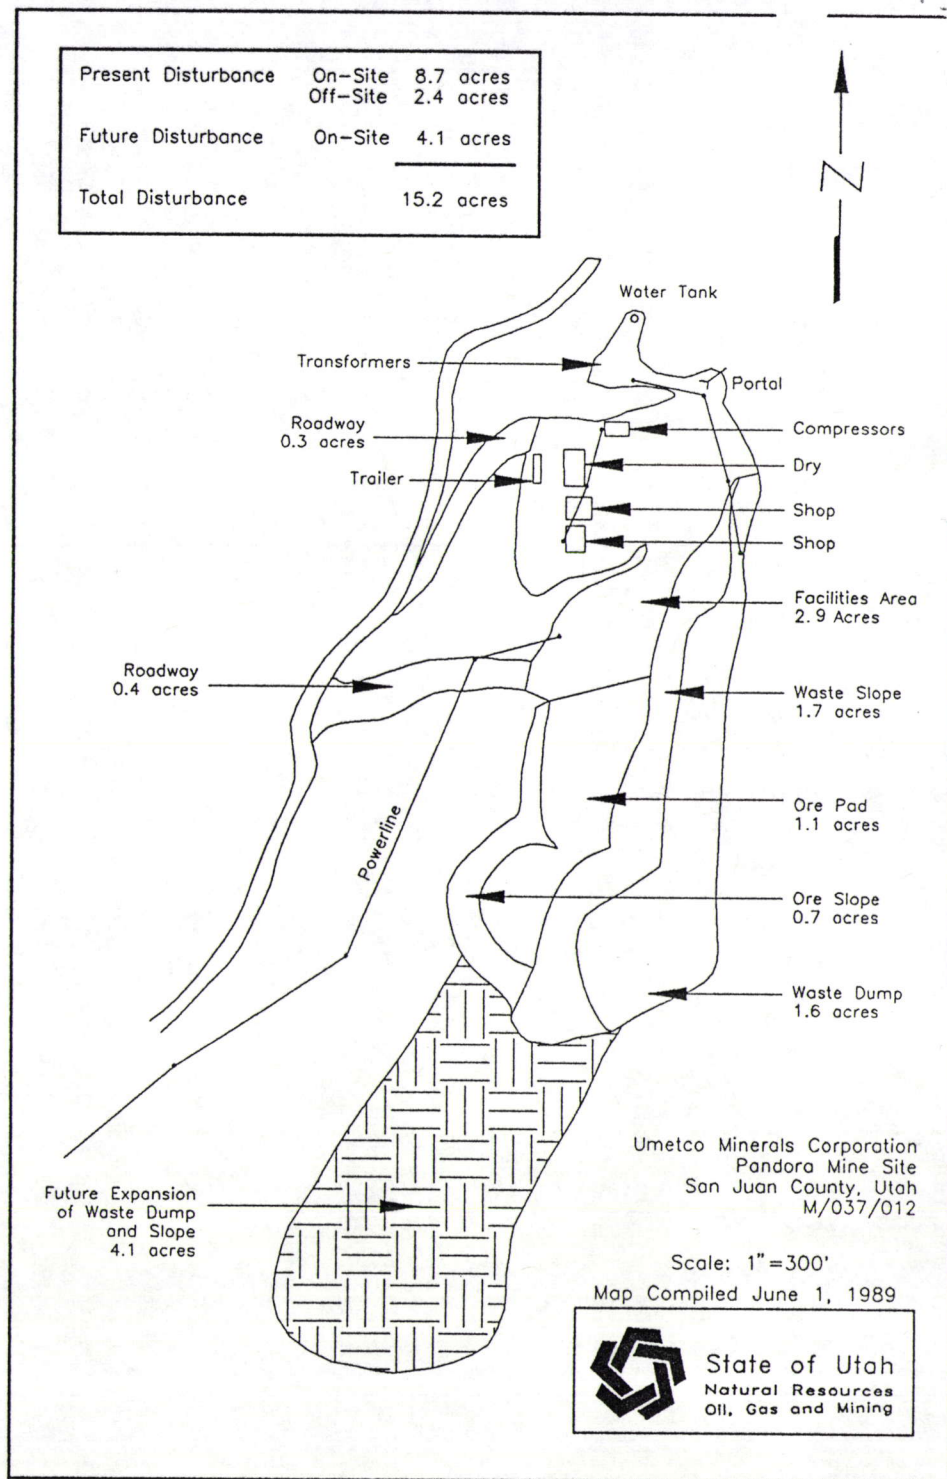 Present Disturbance On-Site 8.7 acres
Off-Site 2.4 acres
Future Disturbance On-Site 4.1 acres
Total Disturbance 15.2 acres
N
Water Tank
Transformers
Portal
Roadway
0.3 acres
Compressors
Trailer
Dry
Shop
Shop
Facilities Area
2.9 Acres
Roadway
0.4 acres
Waste Slope
1.7 acres
Ore Pad
1.1 acres
Powerline
Ore Slope
0.7 acres
Waste Dump
1.6 acres
Future Expansion
of Waste Dump
and Slope
4.1 acres
Umetco Minerals Corporation
Pandora Mine Site
San Juan County, Utah
M/037/012
Scale: 1"=300'
Map Compiled June 1, 1989
State of Utah
Natural Resources
Oil, Gas and Mining